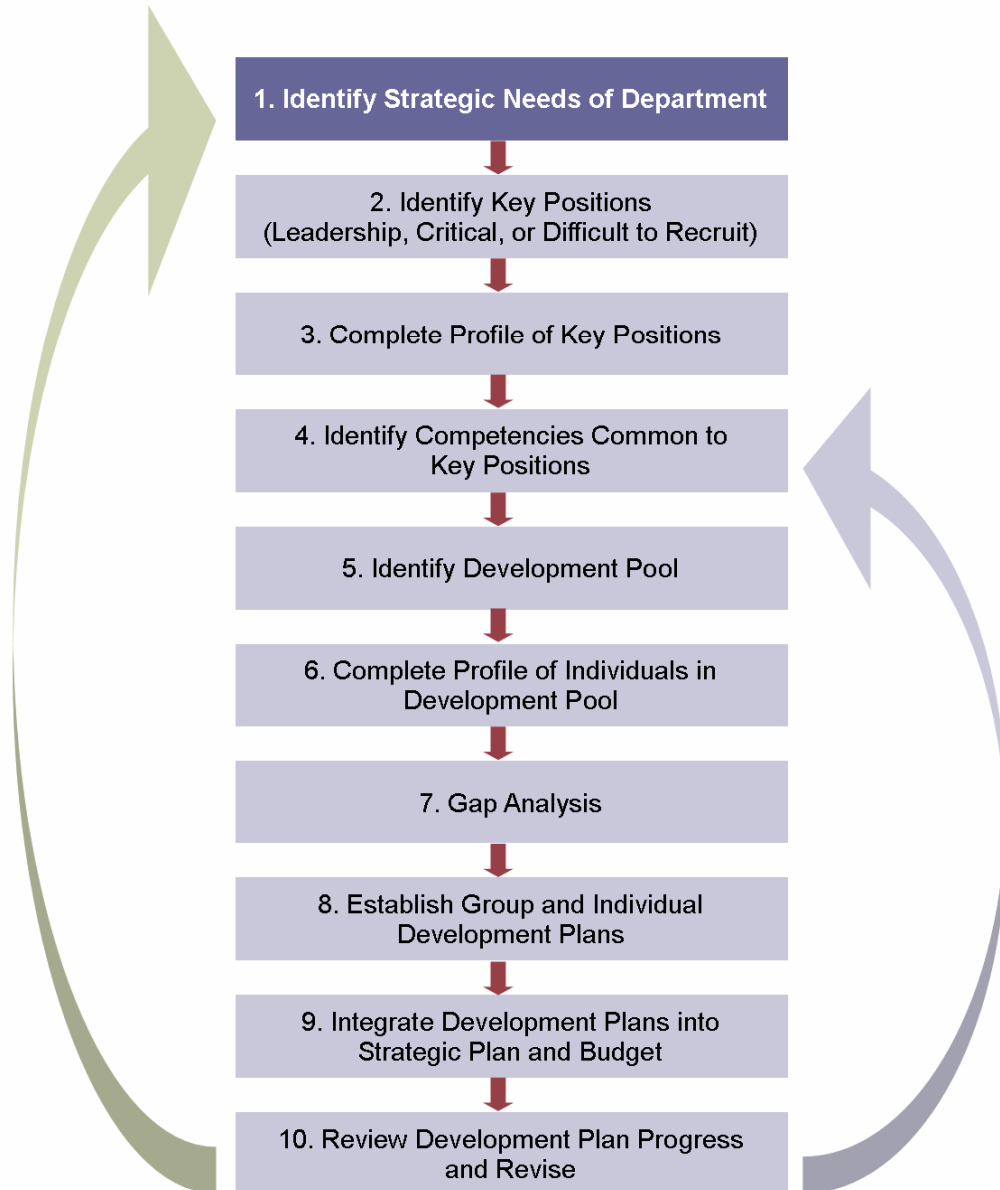 1. Identify Strategic Needs of Department
2. Identify Key Positions
(Leadership, Critical, or Difficult to Recruit)
3. Complete Profile of Key Positions
4. Identify Competencies Common to
Key Positions
5. Identify Development Pool
6. Complete Profile of Individuals in
Development Pool
7. Gap Analysis
8. Establish Group and Individual
Development Plans
9. Integrate Development Plans into
Strategic Plan and Budget
10. Review Development Plan Progress
and Revise